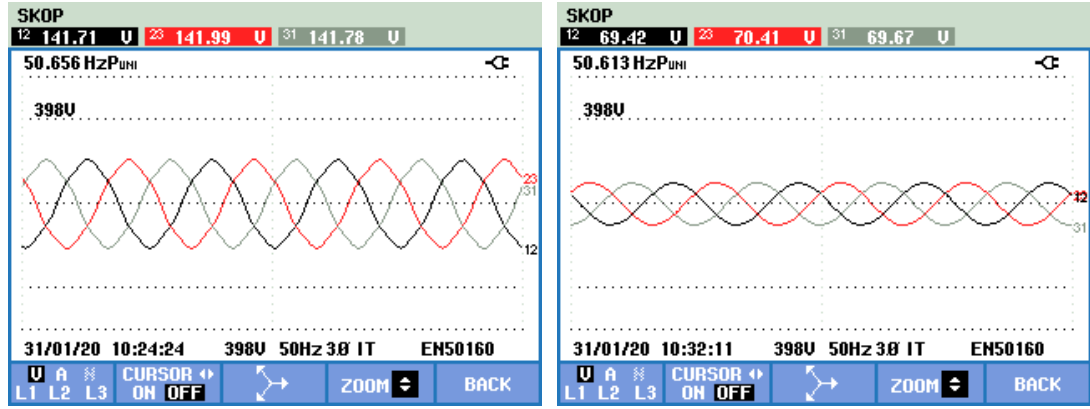 SKOP
12 141.71 V 23 141.99 V 31 141.78 V
50.656 HzPUNI
398V
23
31
12
31/01/20 10:24:24 398V 50Hz 3Ø IT EN50160
V A
L1 L2 L3
CURSOR
ON OFF
ZOOM
BACK
SKOP
12 69.42 V 23 70.41 V 31 69.67 V
50.613 HzPUNI
398V
12
31
31/01/20 10:32:11 398V 50Hz 3Ø IT EN50160
V A
L1 L2 L3
CURSOR
ON OFF
ZOOM
BACK